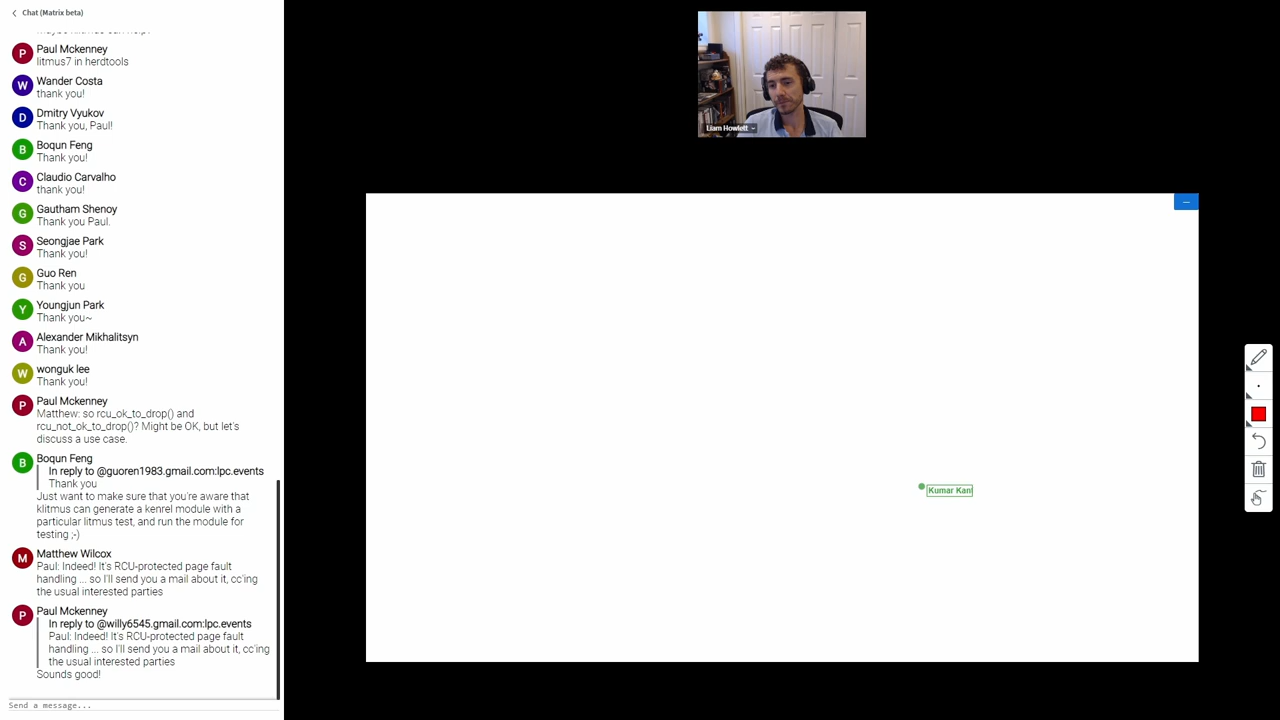 Chat (Matrix beta)
P
Paul Mckenney
litmus7 in herdtools
W
Wander Costa
thank you!
D
Dmitry Vyukov
Thank you, Paul!
B
Boqun Feng
Thank you!
C
Claudio Carvalho
thank you!
G
Gautham Shenoy
Thank you Paul.
S
Seongjae Park
Thank you!
G
Guo Ren
Thank you
Y
Youngjun Park
Thank you~
A
Alexander Mikhalitsyn
Thank you!
W
wonguk lee
Thank you!
P
Paul Mckenney
Matthew: so rcu_ok_to_drop() and
rcu_not_ok_to_drop()? Might be OK, but let's
discuss a use case.
B
Boqun Feng
In reply to @guoren1983.gmail.com:lpc.events
Thank you
Just want to make sure that you're aware that
klitmus can generate a kenrel module with a
particular litmus test, and run the module for
testing ;-)
M
Matthew Wilcox
Paul: Indeed! It's RCU-protected page fault
handling ... so I'll send you a mail about it, cc'ing
the usual interested parties
P
Paul Mckenney
In reply to @willy6545.gmail.com:lpc.events
Paul: Indeed! It's RCU-protected page fault
handling ... so I'll send you a mail about it, cc'ing
the usual interested parties
Sounds good!
Send a message...
Liam Howlett
Kumar Kant